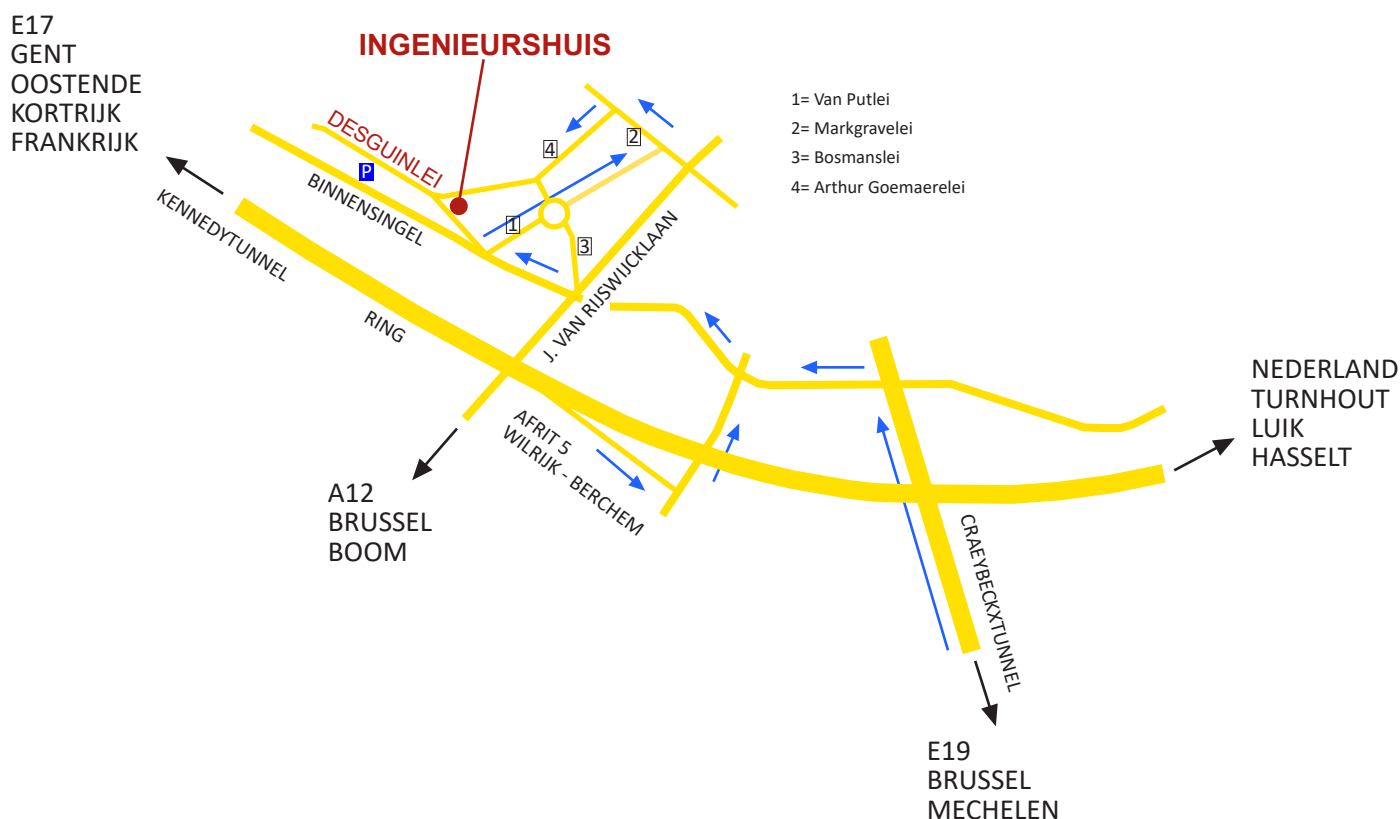 E17
GENT
OOSTENDE
KORTRIJK
FRANKRIJK
INGENIEURSHUIS
1= Van Putlei
2= Markgravelei
3= Bosmanslei
4= Arthur Goemaerelei
DESGUINLEI
P
BINNENSINGEL
KENNEDYTUNNEL
RING
4
2
1
3
J. VAN RIJSWIJCKLAAN
AFRIT 5
WILRIJK - BERCHEM
A12
BRUSSEL
BOOM
NEDERLAND
TURNHOUT
LUIK
HASSELT
CRAEYBECKXTUNNEL
E19
BRUSSEL
MECHELEN